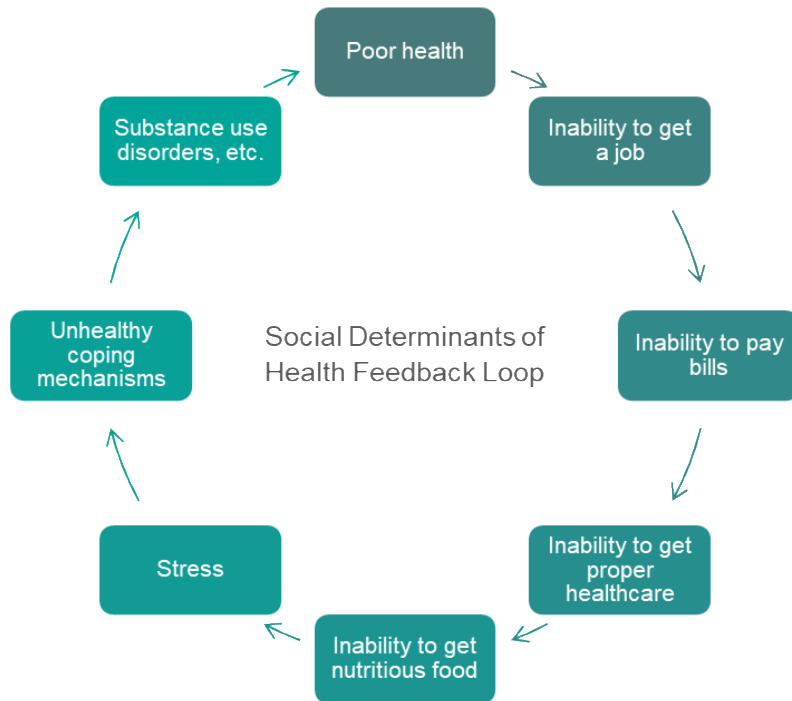 Poor health
Inability to get
a job
Inability to pay
bills
Inability to get
proper
healthcare
Inability to get
nutritious food
Stress
Unhealthy
coping
mechanisms
Substance use
disorders, etc.
Social Determinants of
Health Feedback Loop